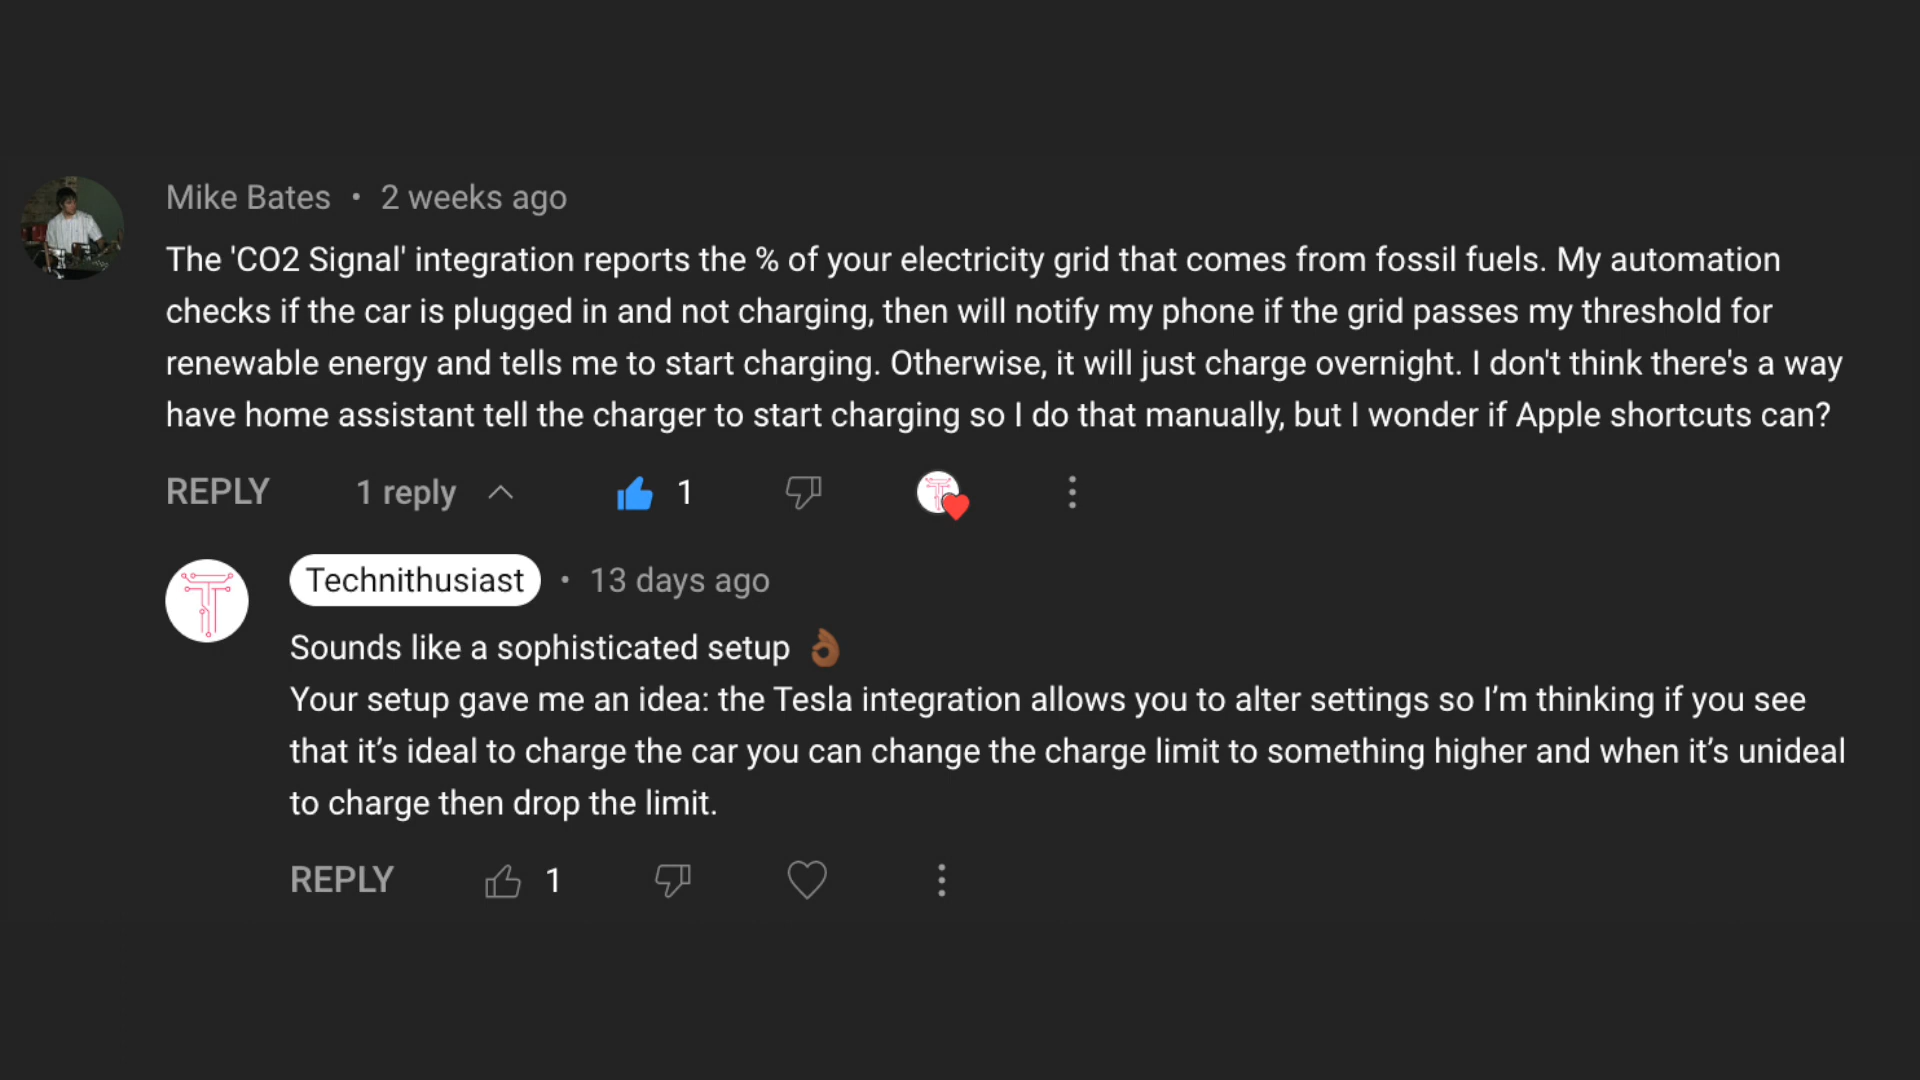 Mike Bates • 2 weeks ago
The 'CO2 Signal' integration reports the % of your electricity grid that comes from fossil fuels. My automation
checks if the car is plugged in and not charging, then will notify my phone if the grid passes my threshold for
renewable energy and tells me to start charging. Otherwise, it will just charge overnight. I don't think there's a way
have home assistant tell the charger to start charging so I do that manually, but I wonder if Apple shortcuts can?
REPLY 1 reply 1
Technithusiast • 13 days ago
Sounds like a sophisticated setup 👌🏾
Your setup gave me an idea: the Tesla integration allows you to alter settings so I’m thinking if you see
that it’s ideal to charge the car you can change the charge limit to something higher and when it’s unideal
to charge then drop the limit.
REPLY 1